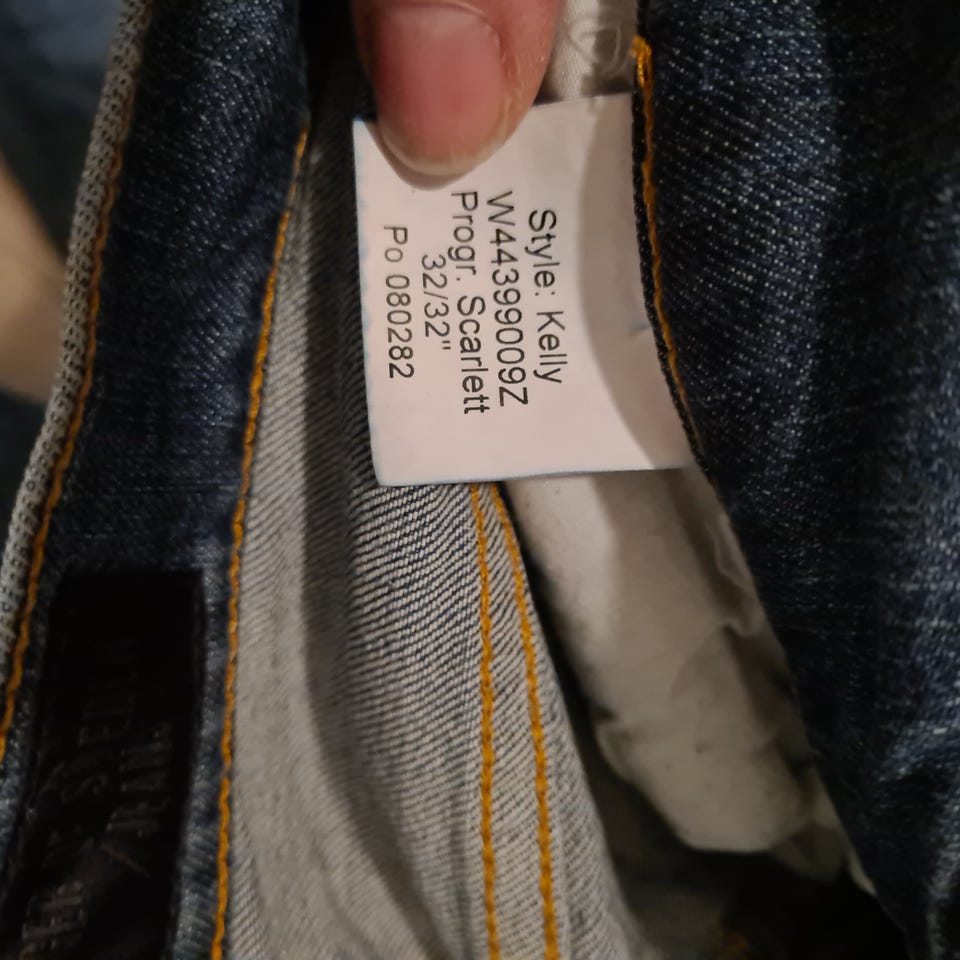 Style: Kelly
W44399009Z
Progr. Scarlett
32/32"
Po 080282